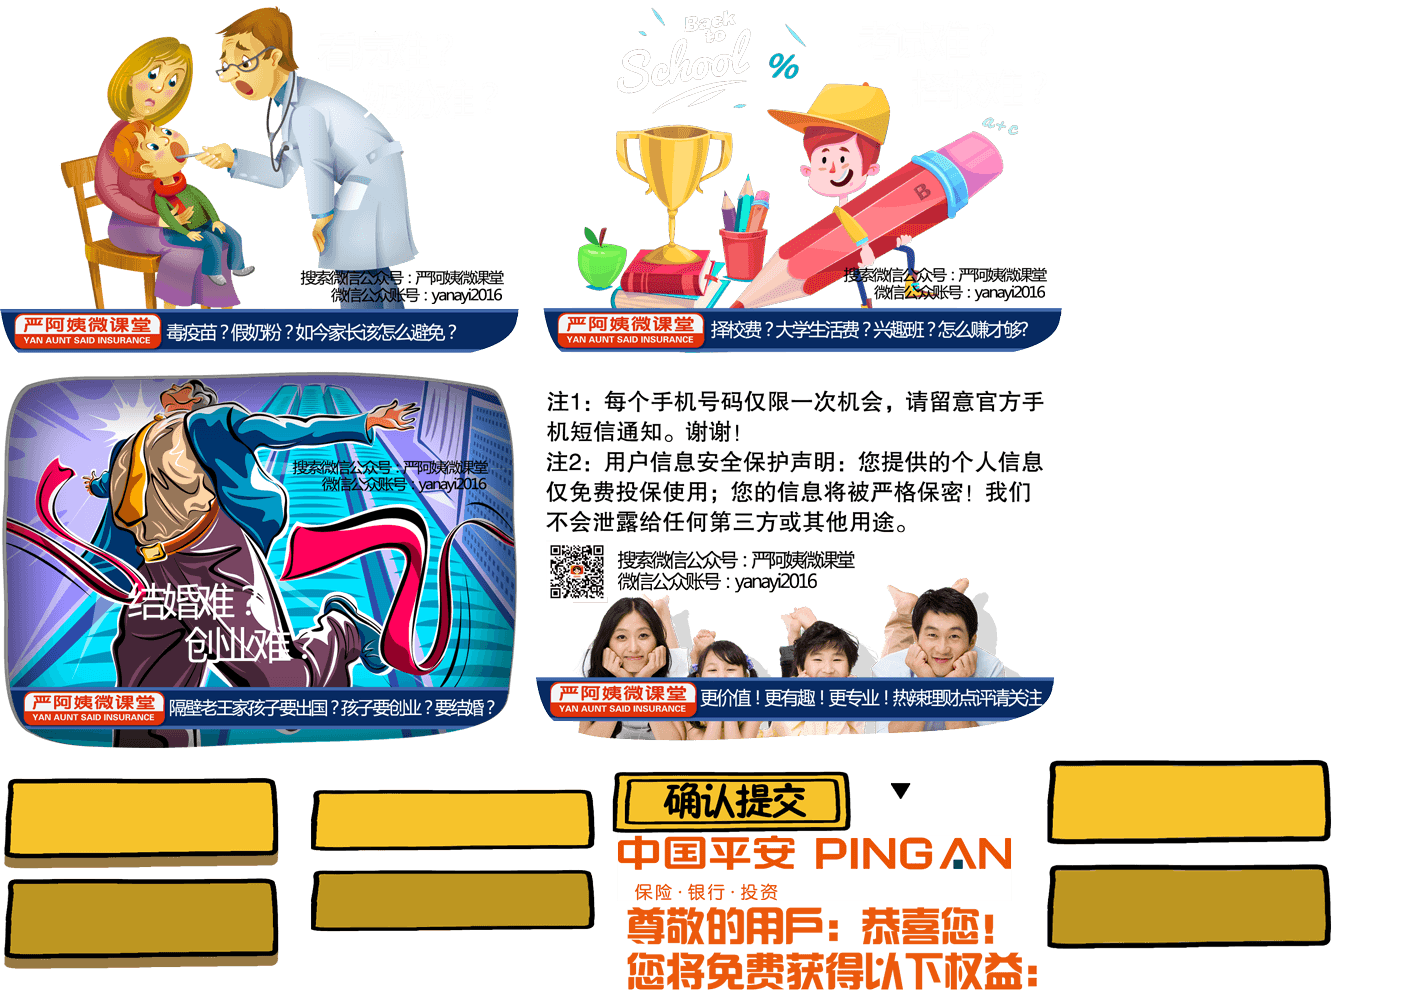 搜索微信公众号：严阿姨微课堂
微信公众账号：yanayi2016
严阿姨微课堂
YAN AUNT SAID INSURANCE
毒疫苗？假奶粉？如今家长该怎么避免？
Back
to
School
%
a+c
B
搜索微信公众号：严阿姨微课堂
微信公众账号：yanayi2016
严阿姨微课堂
YAN AUNT SAID INSURANCE
择校费？大学生活费？兴趣班？怎么赚才够?
搜索微信公众号：严阿姨微课堂
微信公众账号：yanayi2016
结婚难？
创业难？
严阿姨微课堂
YAN AUNT SAID INSURANCE
隔壁老王家孩子要出国？孩子要创业？要结婚？
注1：每个手机号码仅限一次机会，请留意官方手
机短信通知。谢谢！
注2：用户信息安全保护声明：您提供的个人信息
仅免费投保使用；您的信息将被严格保密！我们
不会泄露给任何第三方或其他用途。
搜索微信公众号：严阿姨微课堂
微信公众账号：yanayi2016
严阿姨微课堂
YAN AUNT SAID INSURANCE
更价值！更有趣！更专业！热辣理财点评请关注
确认提交
中国平安 PING AN
保险·银行·投资
尊敬的用戶：恭喜您！
您将免费获得以下权益：